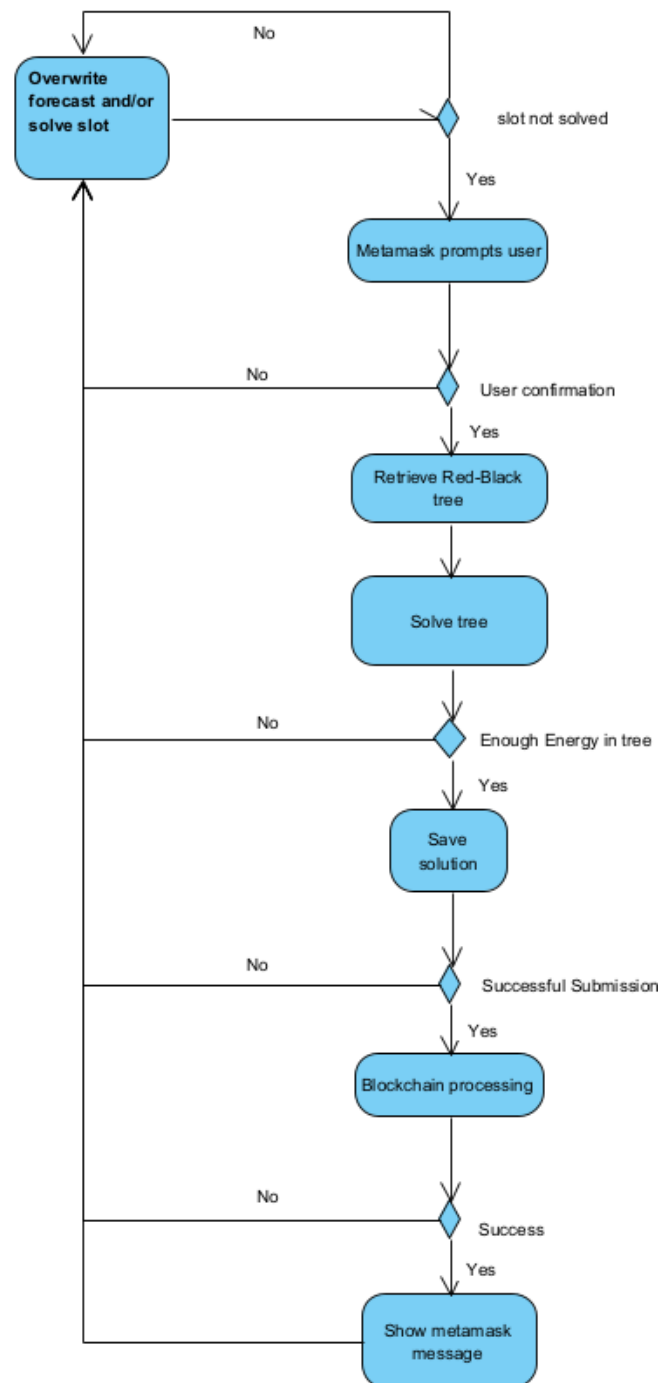 No
Overwrite
forecast and/or
solve slot
slot not solved
Yes
Metamask prompts user
No
User confirmation
Yes
Retrieve Red-Black
tree
Solve tree
No
Enough Energy in tree
Yes
Save
solution
No
Successful Submission
Yes
Blockchain processing
No
Success
Yes
Show metamask
message